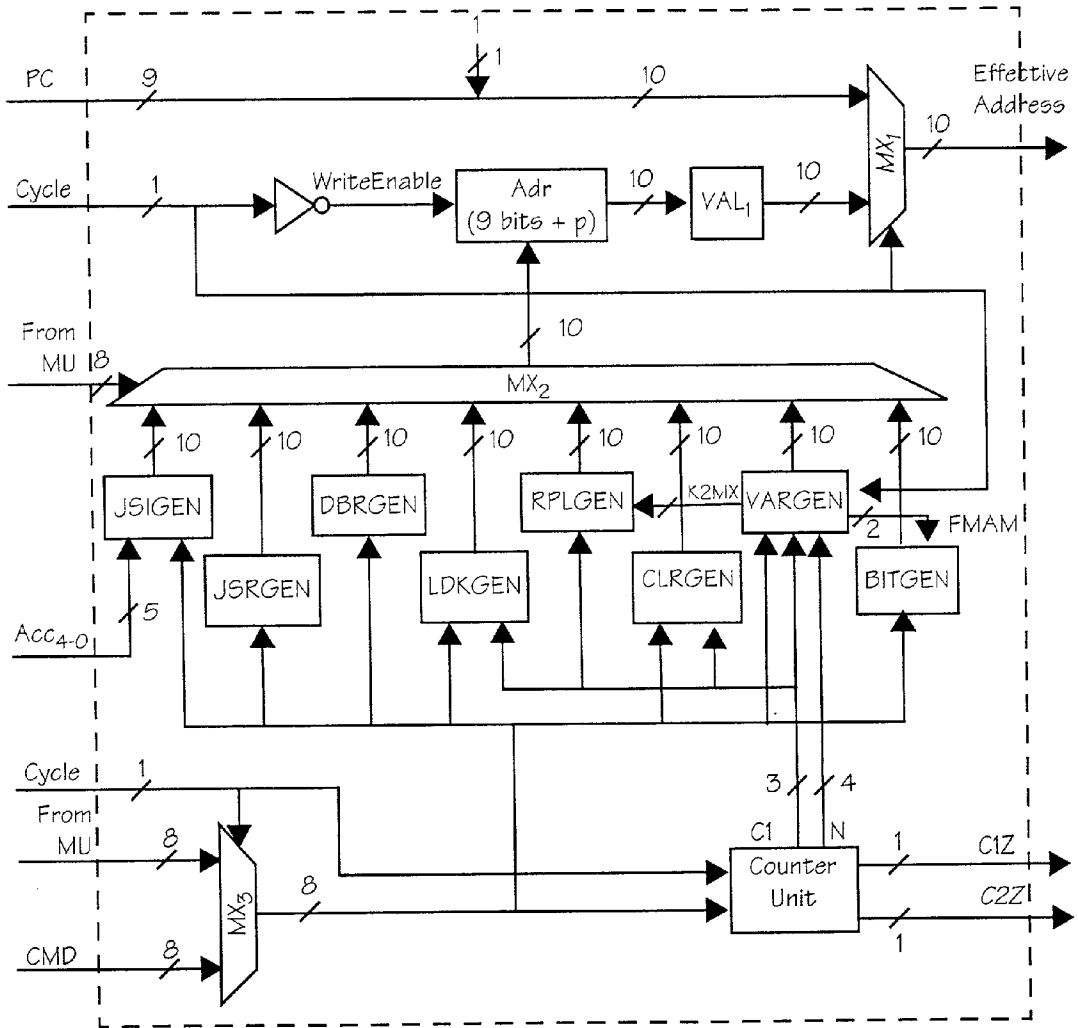 1
PC
9
1
10
Effective
Address
MX1
10
Cycle
1
WriteEnable
Adr
(9 bits + p)
10
VAL1
10
10
From
MU
8
MX2
10
10
10
10
10
10
10
10
JSIGEN
JSRGEN
DBRGEN
LDKGEN
RPLGEN
K2MX
CLRGEN
VARGEN
2
FMAM
BITGEN
Acc4-0
5
Cycle
1
From
MU
8
MX3
8
CMD
8
3
4
C1
N
Counter
Unit
1
C1Z
1
C2Z